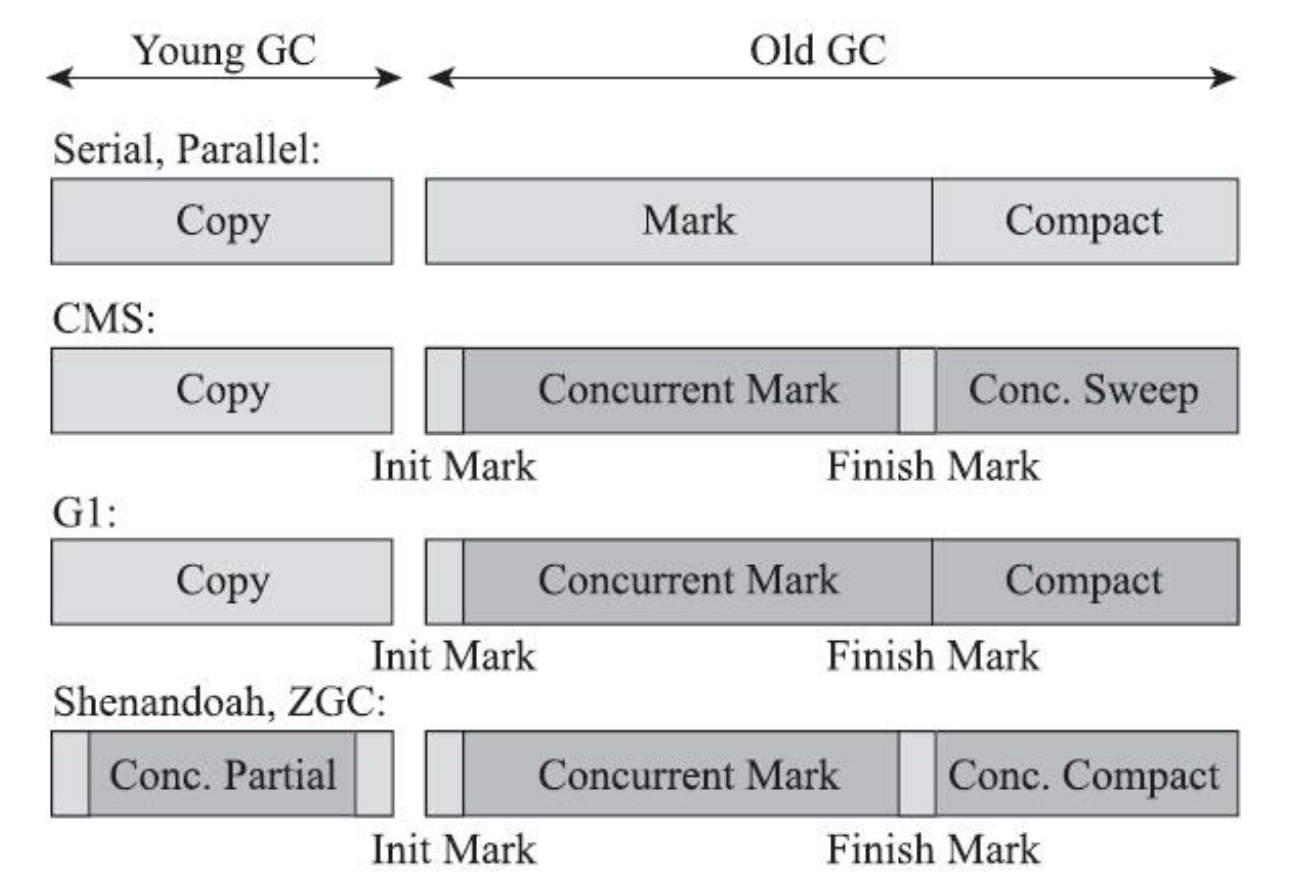 Young GC Old GC
Serial, Parallel:
Copy Mark Compact
CMS:
Copy Concurrent Mark Conc. Sweep
Init Mark Finish Mark
G1:
Copy Concurrent Mark Compact
Init Mark Finish Mark
Shenandoah, ZGC:
Conc. Partial Concurrent Mark Conc. Compact
Init Mark Finish Mark